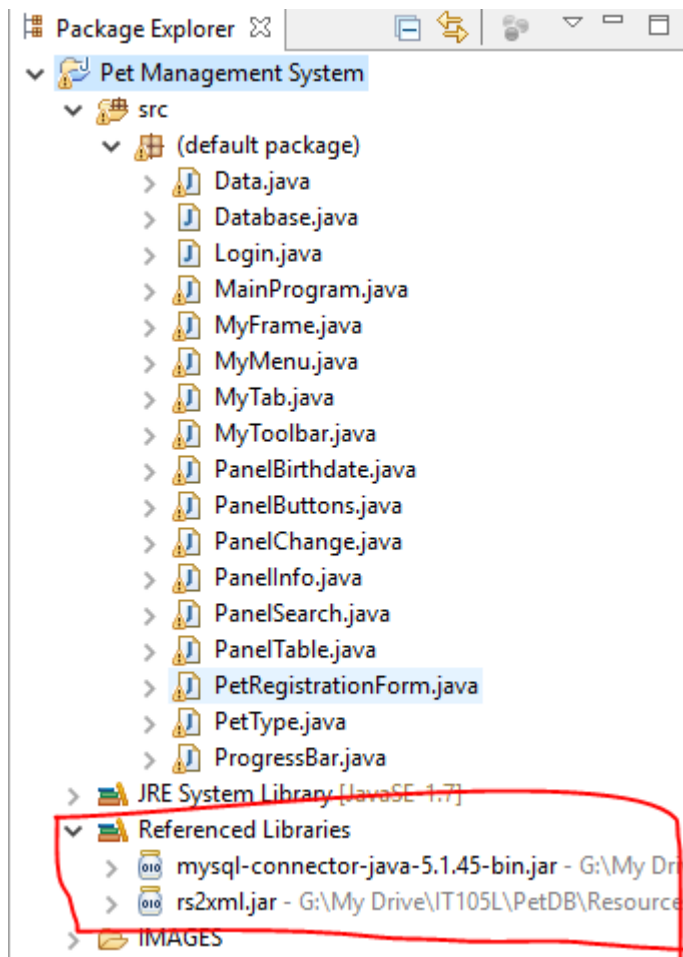 Package Explorer
Pet Management System
src
(default package)
Data.java
Database.java
Login.java
MainProgram.java
MyFrame.java
MyMenu.java
MyTab.java
MyToolbar.java
PanelBirthdate.java
PanelButtons.java
PanelChange.java
PanelInfo.java
PanelSearch.java
PanelTable.java
PetRegistrationForm.java
PetType.java
ProgressBar.java
JRE System Library [JavaSE-1.7]
Referenced Libraries
mysql-connector-java-5.1.45-bin.jar - G:\My Dri
rs2xml.jar - G:\My Drive\IT105L\PetDB\Resource
IMAGES